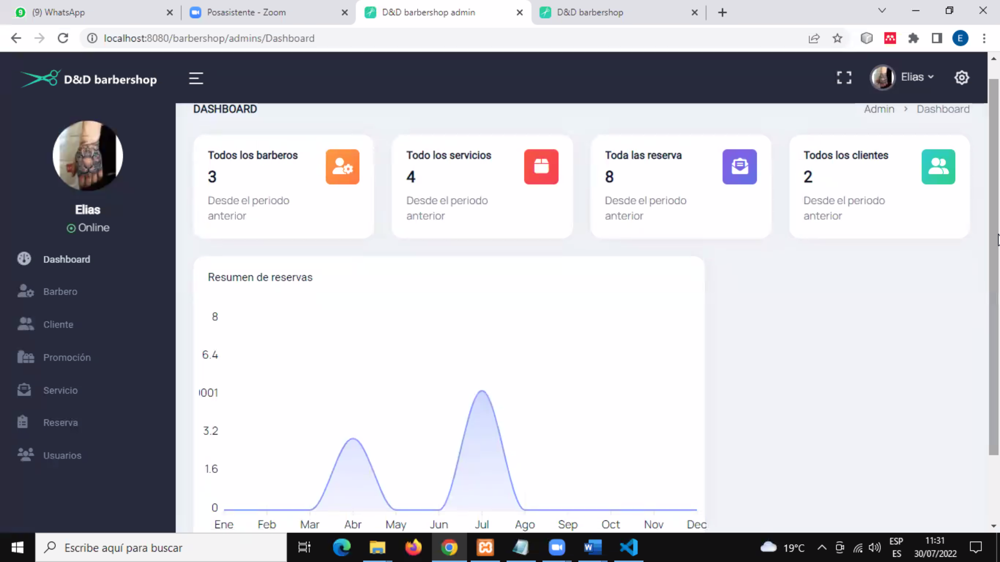 (9) WhatsApp
Posasistente - Zoom
D&D barbershop admin
D&D barbershop
localhost:8080/barbershop/admins/Dashboard
E
D&D barbershop
Elias
DASHBOARD
Admin > Dashboard
Elias
Online
Dashboard
Barbero
Cliente
Promoción
Servicio
Reserva
Usuarios
Todos los barberos
3
Desde el periodo
anterior
Todo los servicios
4
Desde el periodo
anterior
Toda las reserva
8
Desde el periodo
anterior
Todos los clientes
2
Desde el periodo
anterior
Resumen de reservas
8
6.4
0001
3.2
1.6
0
Ene Feb Mar Abr May Jun Jul Ago Sep Oct Nov Dec
Escribe aquí para buscar
19°C
ESP
ES
11:31
30/07/2022